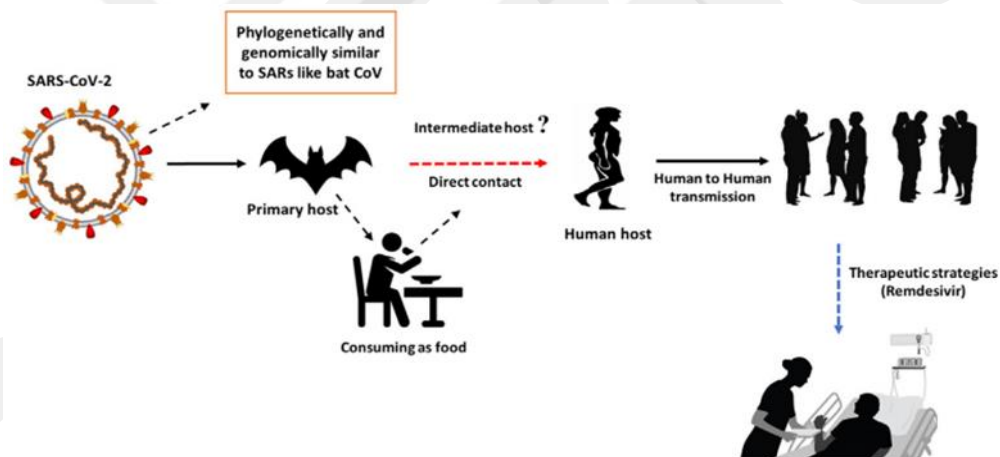 Phylogenetically and
genomically similar
to SARs like bat CoV
SARS-CoV-2
Intermediate host ?
Direct contact
Primary host
Human host
Human to Human
transmission
Consuming as food
Therapeutic strategies
(Remdesivir)